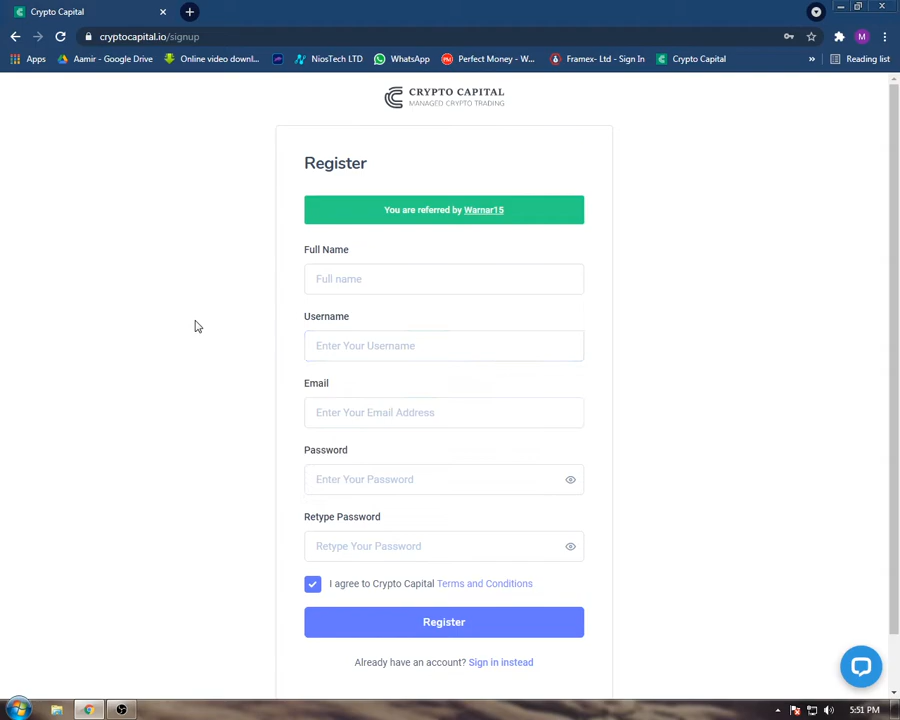 Crypto Capital
cryptocapital.io/signup
M
Apps
Aamir - Google Drive
Online video downl...
NiosTech LTD
WhatsApp
PM
Perfect Money - W...
Framex- Ltd - Sign In
Crypto Capital
»
Reading list
CRYPTO CAPITAL
MANAGED CRYPTO TRADING
Register
You are referred by Warnar15
Full Name
Full name
Username
Enter Your Username
Email
Enter Your Email Address
Password
Enter Your Password
Retype Password
Retype Your Password
I agree to Crypto Capital Terms and Conditions
Register
Already have an account? Sign in instead
5:51 PM